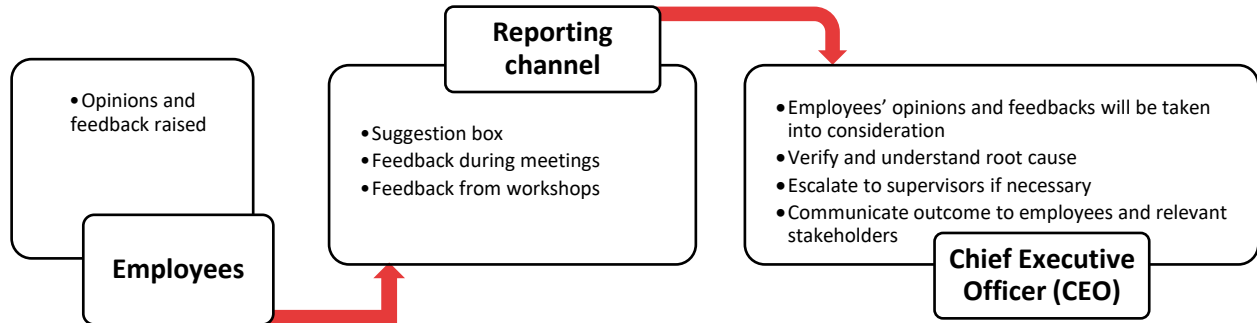 • Opinions and
feedback raised
Employees
Reporting
channel
• Suggestion box
• Feedback during meetings
• Feedback from workshops
• Employees’ opinions and feedbacks will be taken
into consideration
• Verify and understand root cause
• Escalate to supervisors if necessary
• Communicate outcome to employees and relevant
stakeholders
Chief Executive
Officer (CEO)